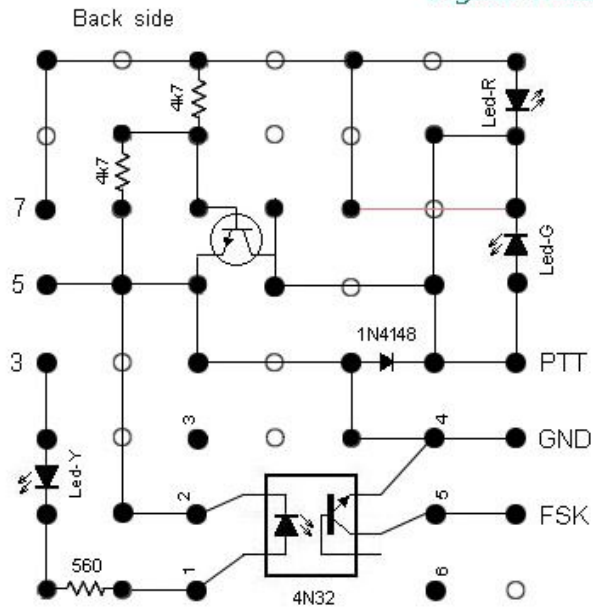 Back side
4k7
Led-R
4k7
7
Led-G
5
1N4148
3
PTT
3
4
GND
Led-Y
2
5
FSK
560
1
4N32
6